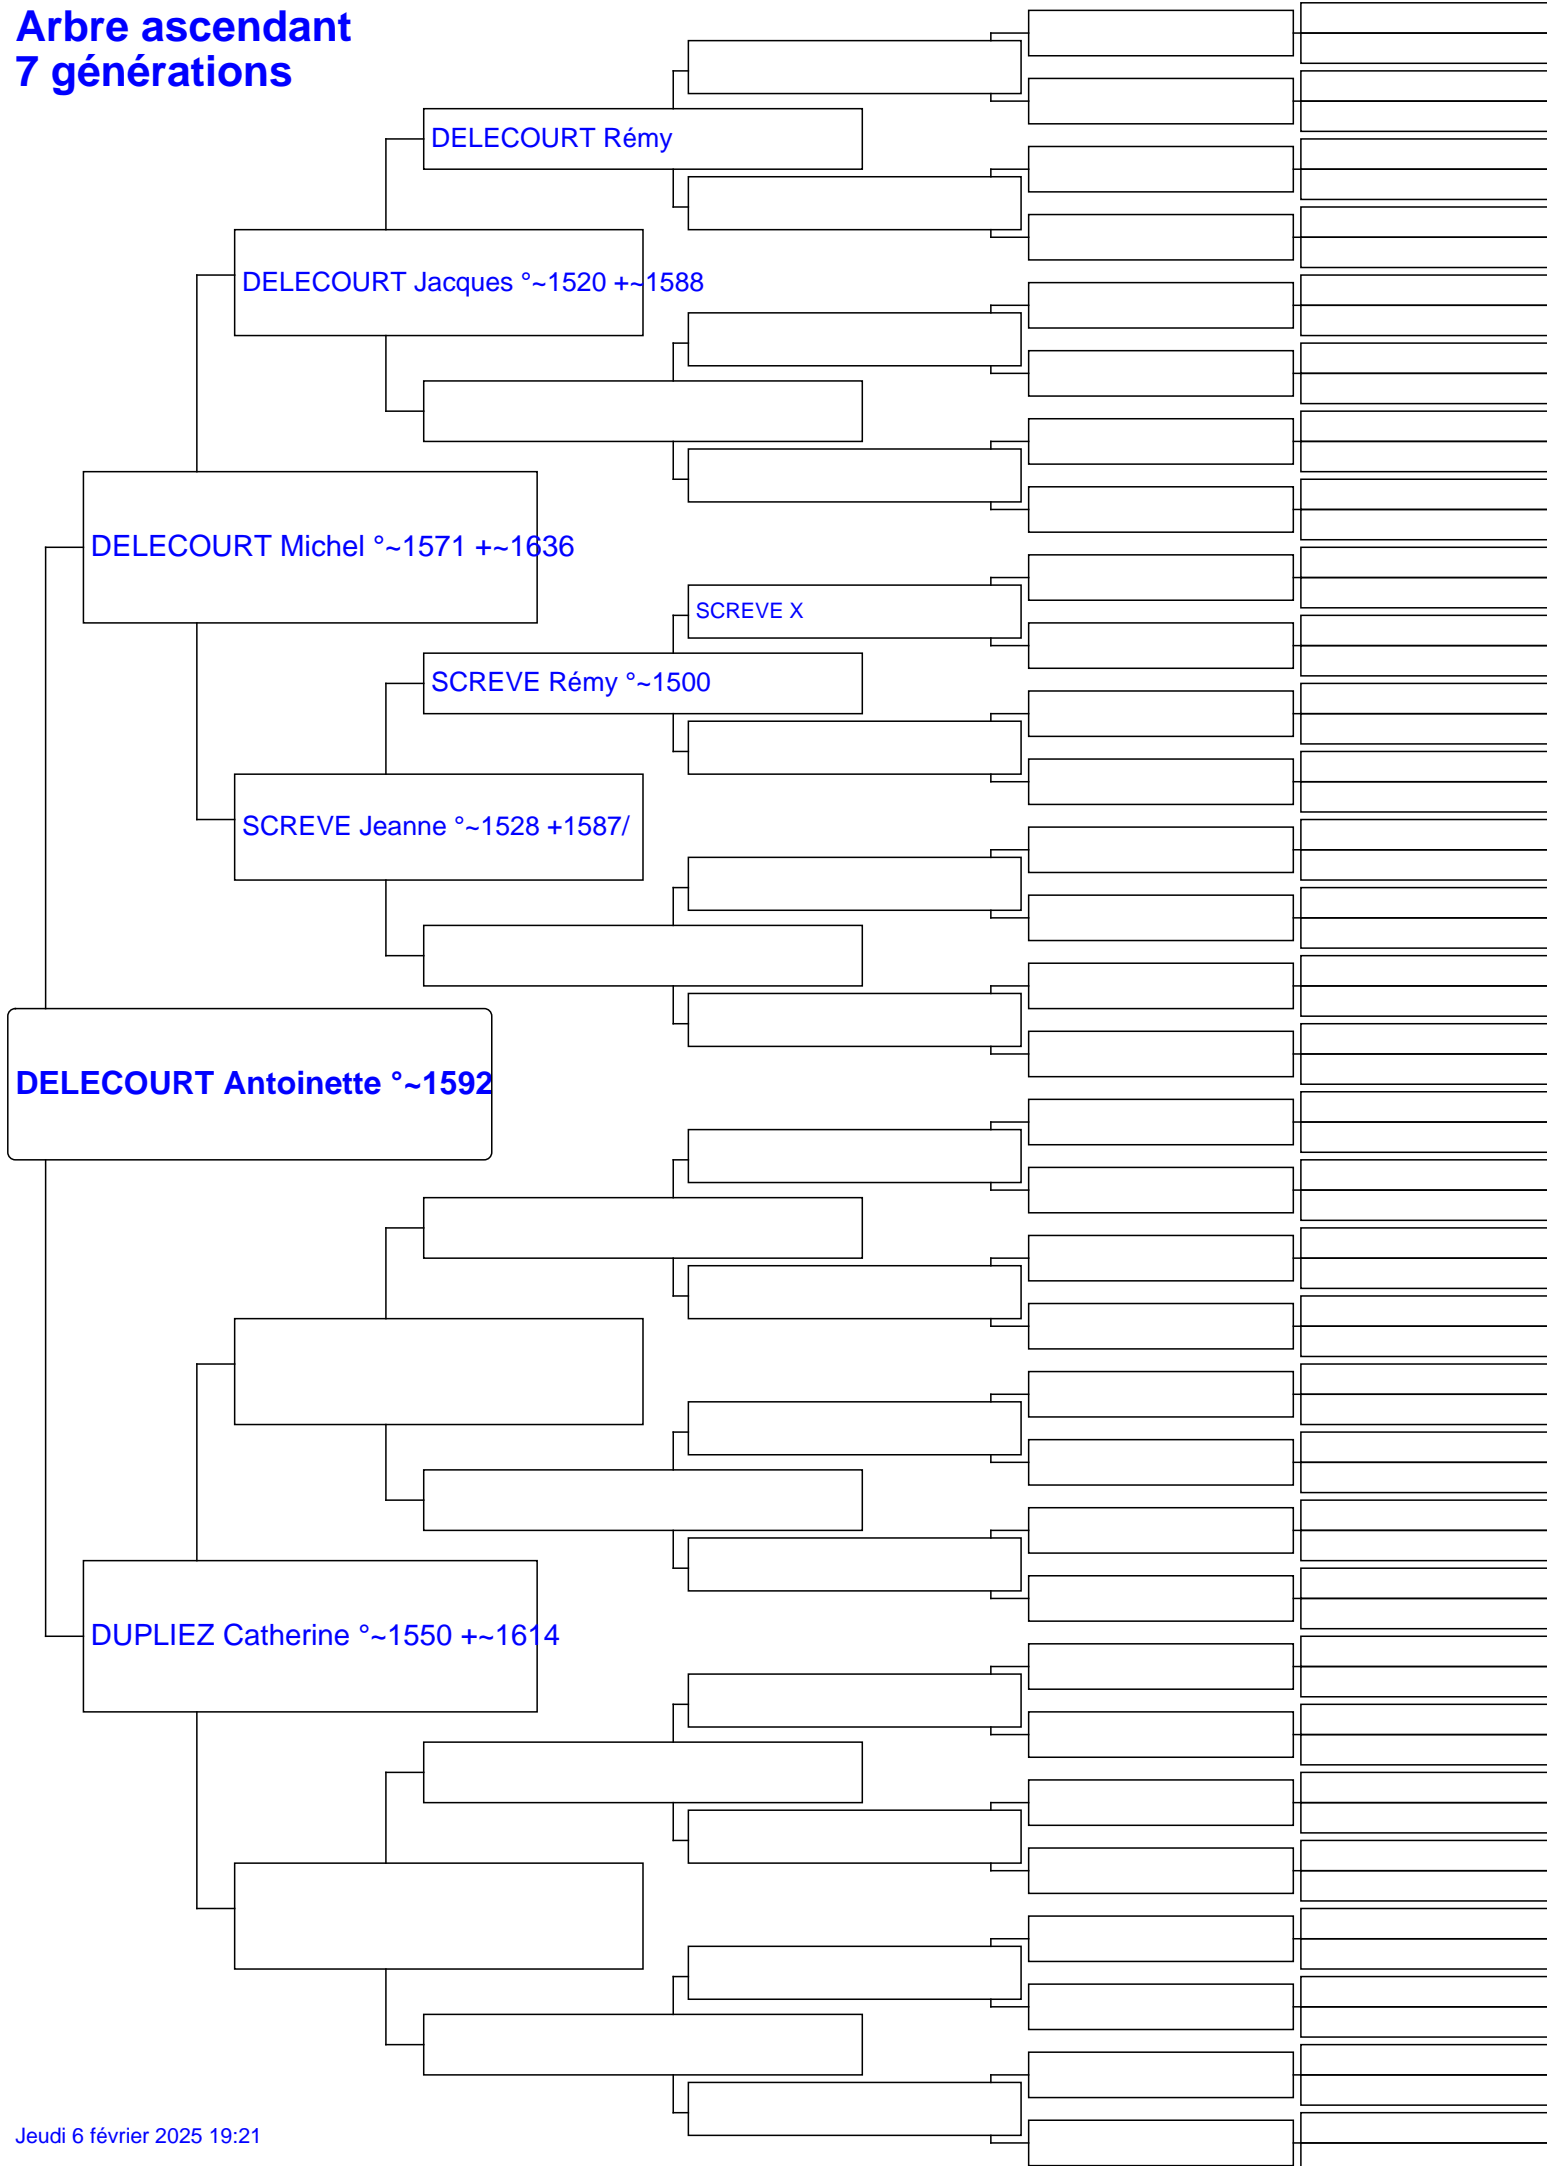 Arbre ascendant
7 générations
DELECOURT Rémy
DELECOURT Jacques °~1520 +~1588
DELECOURT Michel °~1571 +~1636
SCREVE X
SCREVE Rémy °~1500
SCREVE Jeanne °~1528 +1587/
DELECOURT Antoinette °~1592
DUPLIEZ Catherine °~1550 +~1614
Jeudi 6 février 2025 19:21